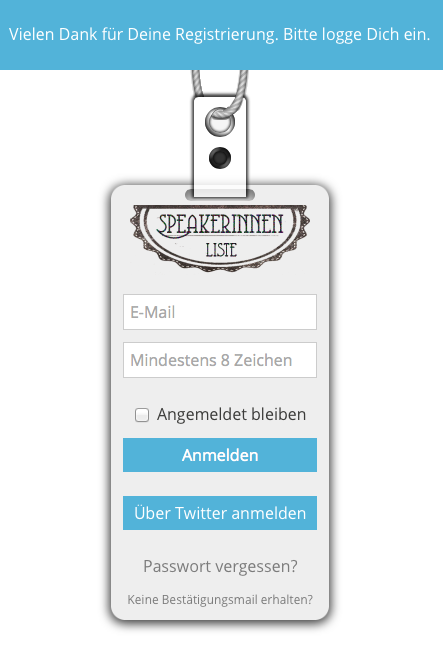 Vielen Dank für Deine Registrierung. Bitte logge Dich ein.
SPEAKERINNEN
LISTE
E-Mail
Mindestens 8 Zeichen
Angemeldet bleiben
Anmelden
Über Twitter anmelden
Passwort vergessen?
Keine Bestätigungsmail erhalten?